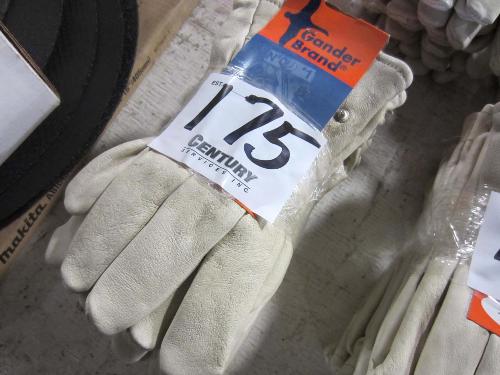 Gander
Brand®
EST
175
CENTURY
SERVICES INC.
makita